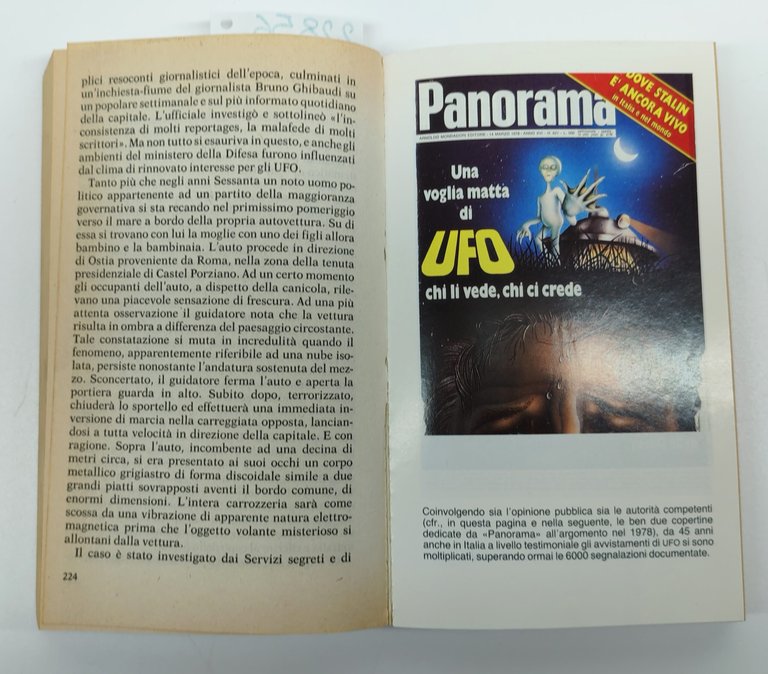 plici resoconti giornalistici dell'epoca, culminati in
un'inchiesta-fiume del giornalista Bruno Ghibaudi su
un popolare settimanale e sul più informato quotidiano
della capitale. L'ufficiale investigò e sottolineò «l'in-
consistenza di molti reportages, la malafede di molti
scrittori». Ma non tutto si esauriva in questo, e anche gli
ambienti del ministero della Difesa furono influenzati
dal clima di rinnovato interesse per gli UFO.
Tanto più che negli anni Sessanta un noto uomo po-
litico appartenente ad un partito della maggioranza
governativa si sta recando nel primissimo pomeriggio
verso il mare a bordo della propria autovettura. Su di
essa si trovano con lui la moglie con uno dei figli allora
bambino e la bambinaia. L'auto procede in direzione
di Ostia proveniente da Roma, nella zona della tenuta
presidenziale di Castel Porziano. Ad un certo momento
gli occupanti dell'auto, a dispetto della canicola, rile-
vano una piacevole sensazione di frescura. Ad una più
attenta osservazione il guidatore nota che la vettura
risulta in ombra a differenza del paesaggio circostante.
Tale constatazione si muta in incredulità quando il
fenomeno, apparentemente riferibile ad una nube iso-
lata, persiste nonostante l'andatura sostenuta del mez-
zo. Sconcertato, il guidatore ferma l'auto e aperta la
portiera guarda in alto. Subito dopo, terrorizzato,
chiuderà lo sportello ed effettuerà una immediata in-
versione di marcia nella carreggiata opposta, lancian-
dosi a tutta velocità in direzione della capitale. E con
ragione. Sopra l'auto, incombente ad una decina di
metri circa, si era presentato ai suoi occhi un corpo
metallico grigiastro di forma discoidale simile a due
grandi piatti sovrapposti aventi il bordo comune, di
enormi dimensioni. L'intera carrozzeria sarà come
scossa da una vibrazione di apparente natura elettro-
magnetica prima che l'oggetto volante misterioso si
allontani dalla vettura.
Il caso è stato investigato dai Servizi segreti e di
224
Panorama
DOVE STALIN
E' ANCORA VIVO
in Italia e nel mondo
Una
voglia matta
di
UFO
chi li vede, chi ci crede
Coinvolgendo sia l'opinione pubblica sia le autorità competenti
(cfr., in questa pagina e nella seguente, le ben due copertine
dedicate da «Panorama» all'argomento nel 1978), da 45 anni
anche in Italia a livello testimoniale gli avvistamenti di UFO si sono
moltiplicati, superando ormai le 6000 segnalazioni documentate.